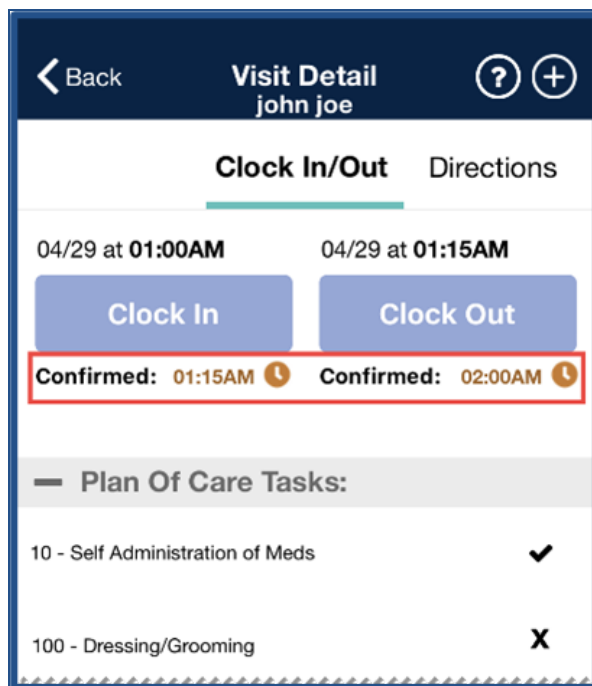 Back Visit Detail ?
john joe
Clock In/Out Directions
04/29 at 01:00AM 04/29 at 01:15AM
Clock In Clock Out
Confirmed: 01:15AM Confirmed: 02:00AM
Plan Of Care Tasks:
10 - Self Administration of Meds
100 - Dressing/Grooming X